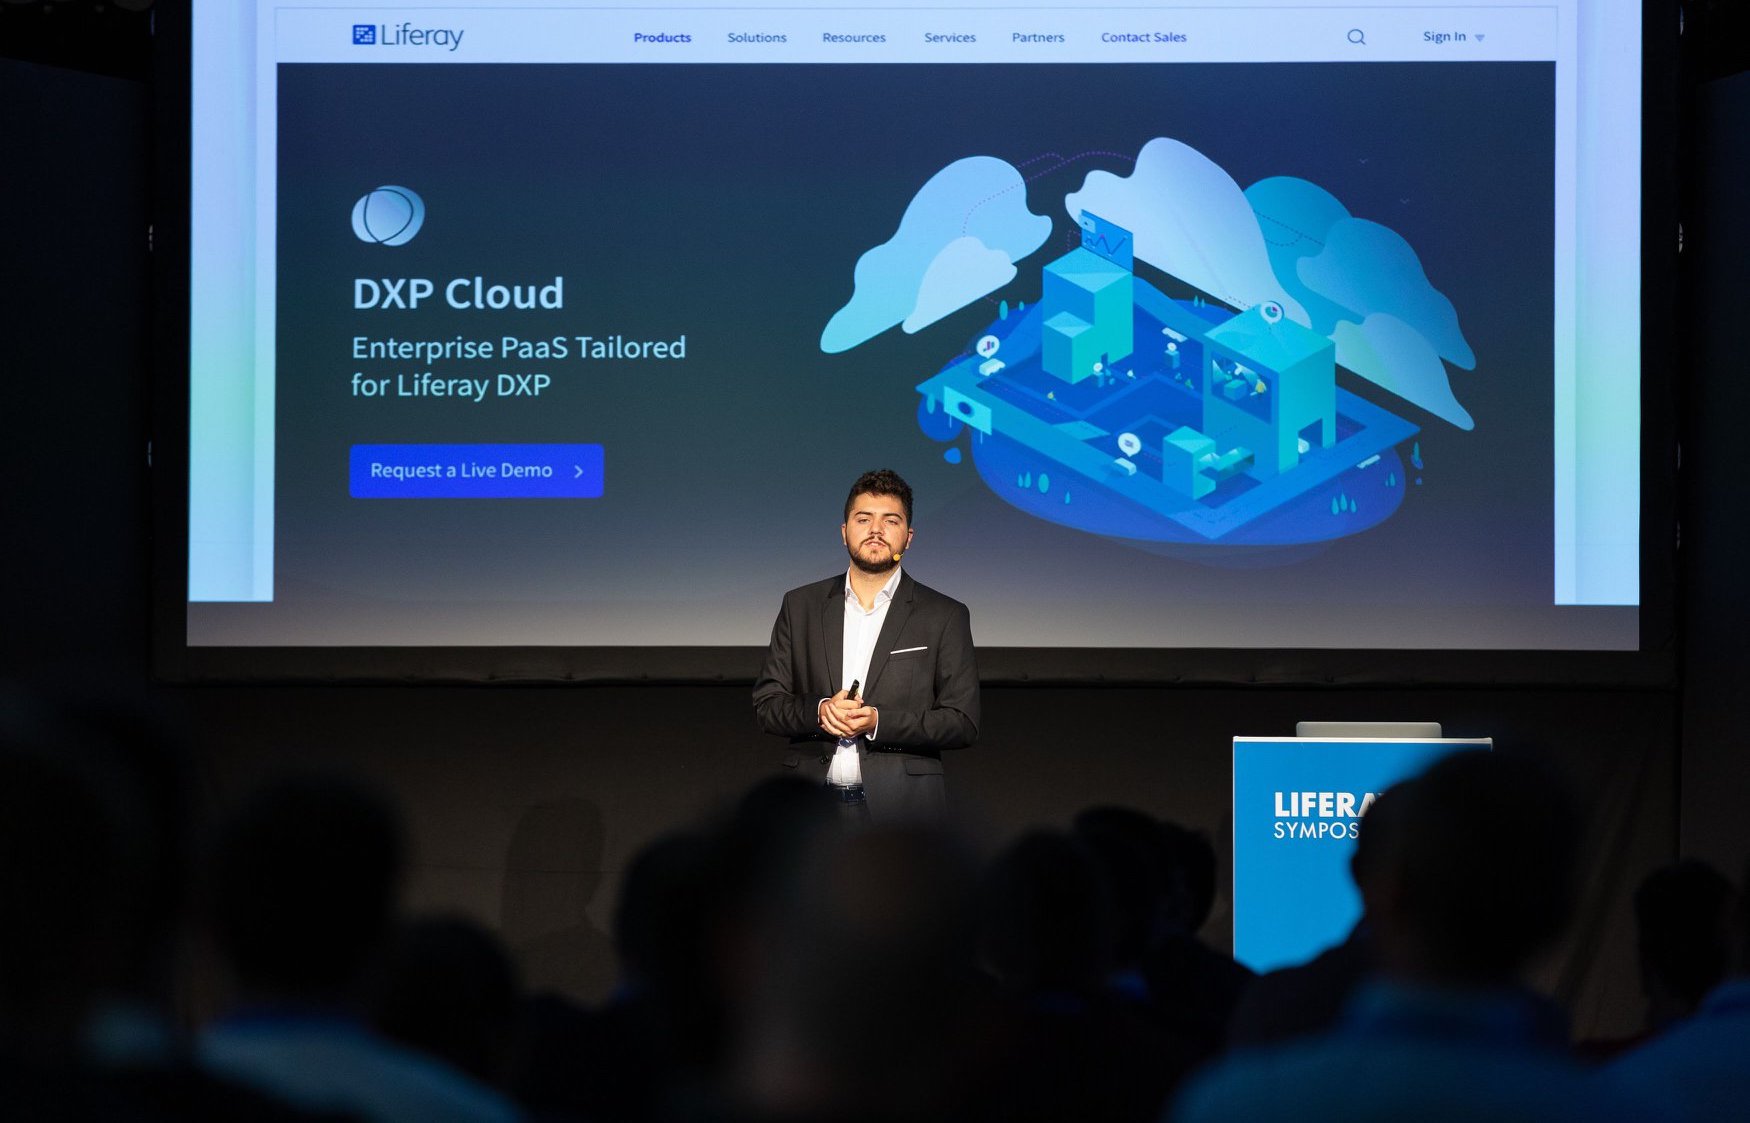 Liferay
Products Solutions Resources Services Partners Contact Sales Sign In
DXP Cloud
Enterprise PaaS Tailored
for Liferay DXP
Request a Live Demo
LIFERA
SYMPOS